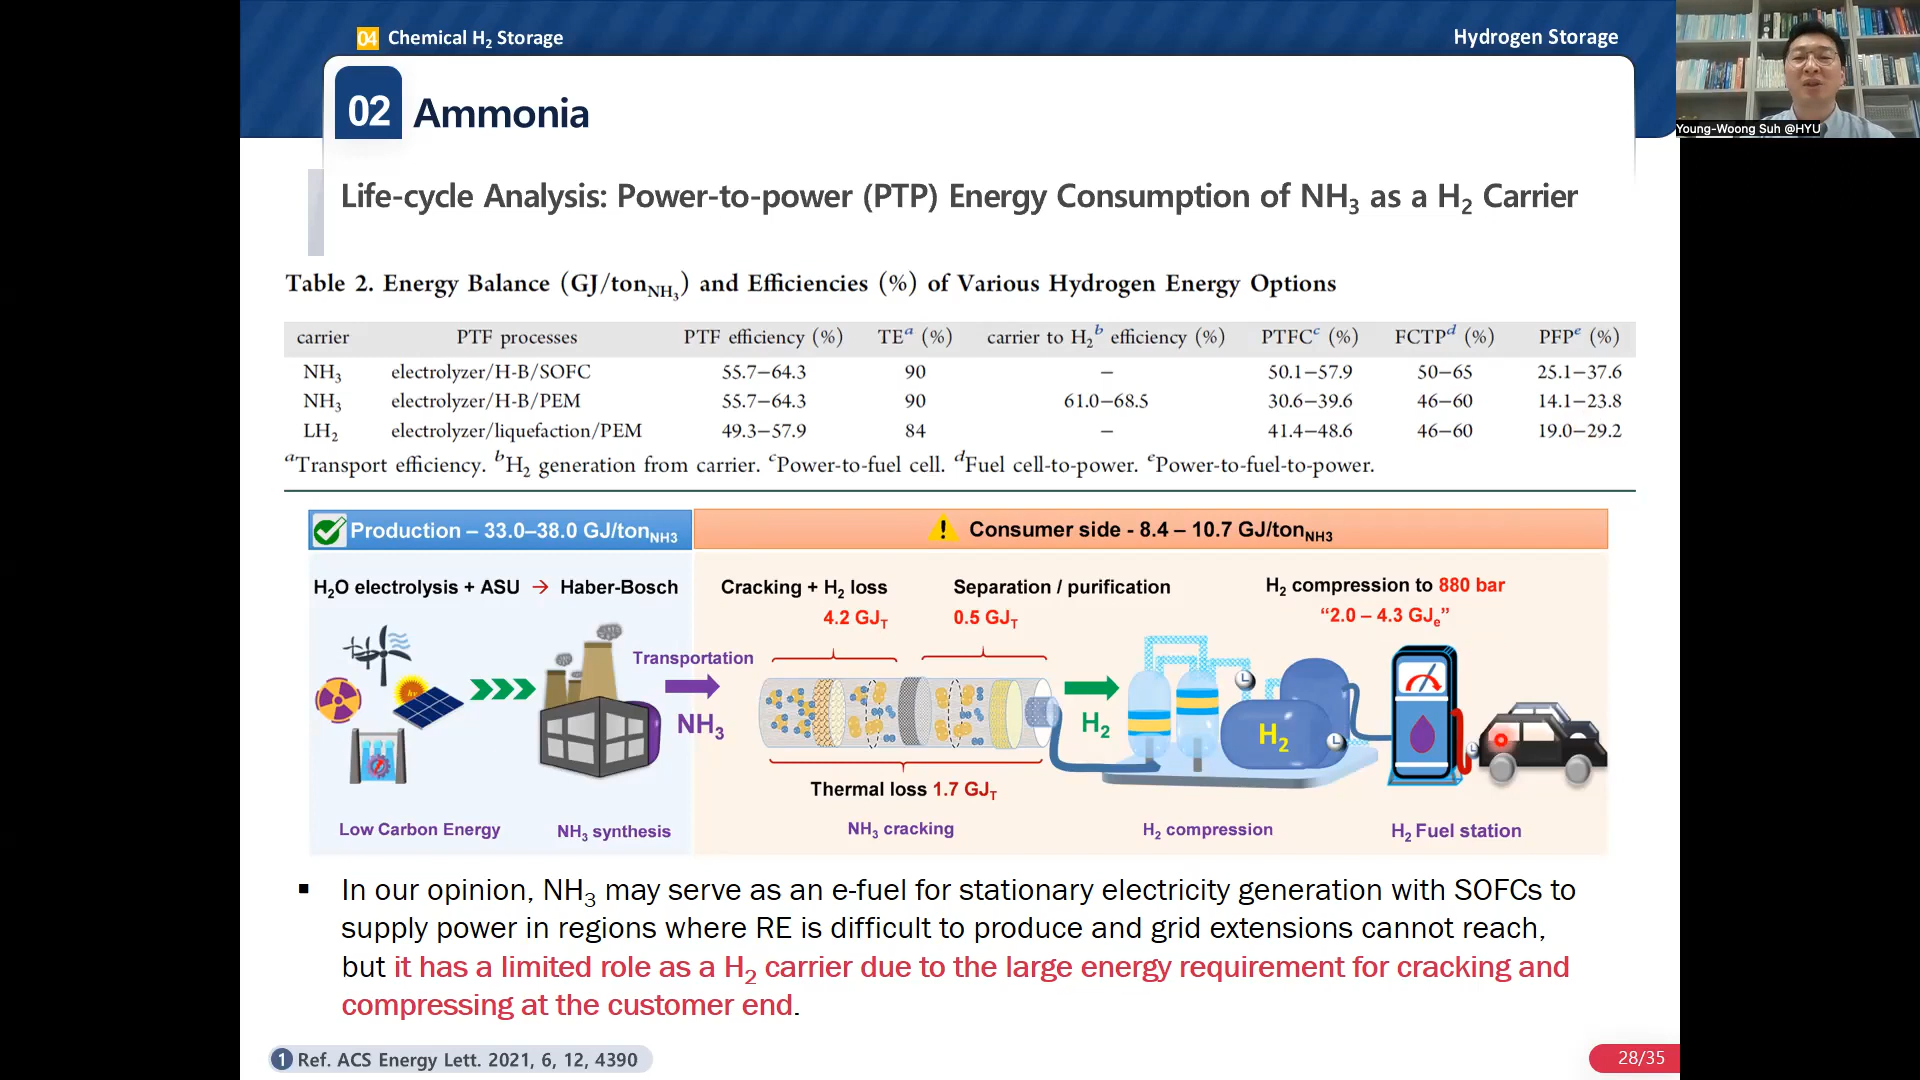 04 Chemical H₂ Storage
Hydrogen Storage
Young-Woong Suh @HYU
02 Ammonia
Life-cycle Analysis: Power-to-power (PTP) Energy Consumption of NH₃ as a H₂ Carrier
Table 2. Energy Balance (GJ/ton_NH₃) and Efficiencies (%) of Various Hydrogen Energy Options
carrier PTF processes PTF efficiency (%) TEᵃ (%) carrier to H₂ᵇ efficiency (%) PTFCᶜ (%) FCTPᵈ (%) PFPᵉ (%)
NH₃ electrolyzer/H-B/SOFC 55.7–64.3 90 – 50.1–57.9 50–65 25.1–37.6
NH₃ electrolyzer/H-B/PEM 55.7–64.3 90 61.0–68.5 30.6–39.6 46–60 14.1–23.8
LH₂ electrolyzer/liquefaction/PEM 49.3–57.9 84 – 41.4–48.6 46–60 19.0–29.2
ᵃTransport efficiency. ᵇH₂ generation from carrier. ᶜPower-to-fuel cell. ᵈFuel cell-to-power. ᵉPower-to-fuel-to-power.
Production – 33.0–38.0 GJ/ton_NH3
! Consumer side - 8.4 – 10.7 GJ/ton_NH3
H₂O electrolysis + ASU → Haber-Bosch
Cracking + H₂ loss
4.2 GJ_T
Separation / purification
0.5 GJ_T
H₂ compression to 880 bar
“2.0 – 4.3 GJₑ”
hv
Transportation
NH₃
H₂
H₂
Thermal loss 1.7 GJ_T
Low Carbon Energy
NH₃ synthesis
NH₃ cracking
H₂ compression
H₂ Fuel station
▪ In our opinion, NH₃ may serve as an e-fuel for stationary electricity generation with SOFCs to
supply power in regions where RE is difficult to produce and grid extensions cannot reach,
but it has a limited role as a H₂ carrier due to the large energy requirement for cracking and
compressing at the customer end.
1 Ref. ACS Energy Lett. 2021, 6, 12, 4390
28/35